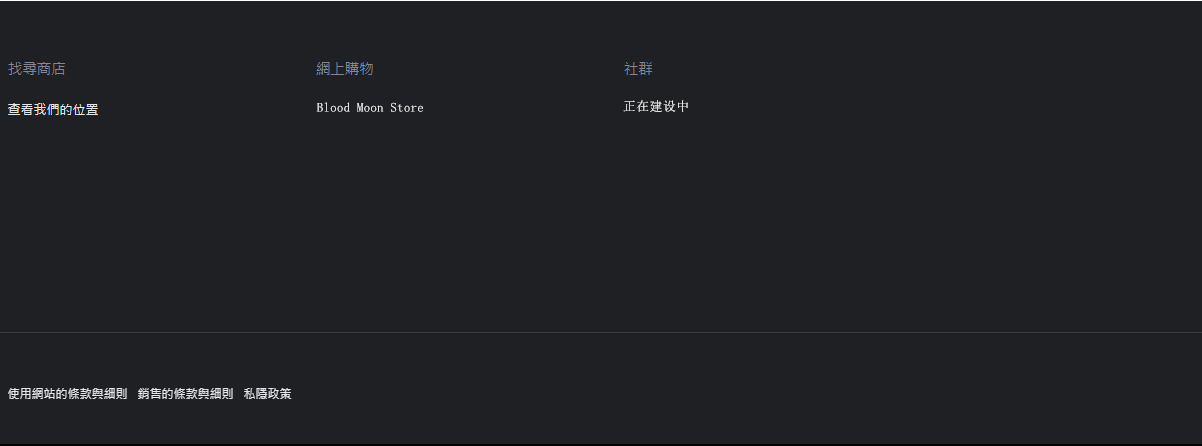 找尋商店
查看我們的位置
網上購物
Blood Moon Store
社群
正在建设中
使用網站的條款與細則 銷售的條款與細則 私隱政策